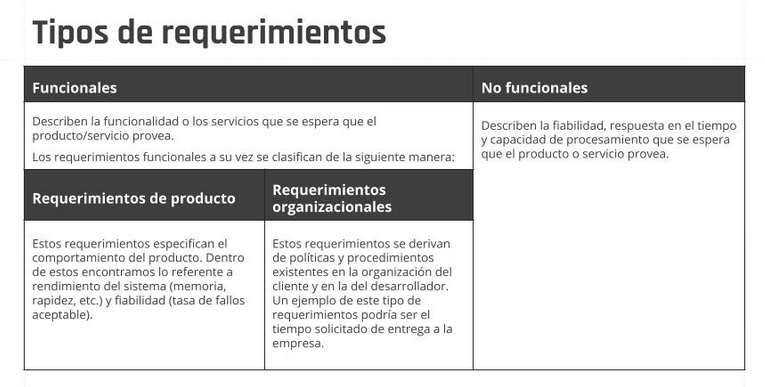 Tipos de requerimientos
Funcionales
No funcionales
Describen la funcionalidad o los servicios que se espera que el
producto/servicio provea.
Los requerimientos funcionales a su vez se clasifican de la siguiente manera:
Describen la fiabilidad, respuesta en el tiempo
y capacidad de procesamiento que se espera
que el producto o servicio provea.
Requerimientos de producto
Requerimientos
organizacionales
Estos requerimientos especifican el
comportamiento del producto. Dentro
de estos encontramos lo referente a
rendimiento del sistema (memoria,
rapidez, etc.) y fiabilidad (tasa de fallos
aceptable).
Estos requerimientos se derivan
de políticas y procedimientos
existentes en la organización del
cliente y en la del desarrollador.
Un ejemplo de este tipo de
requerimientos podría ser el
tiempo solicitado de entrega a la
empresa.